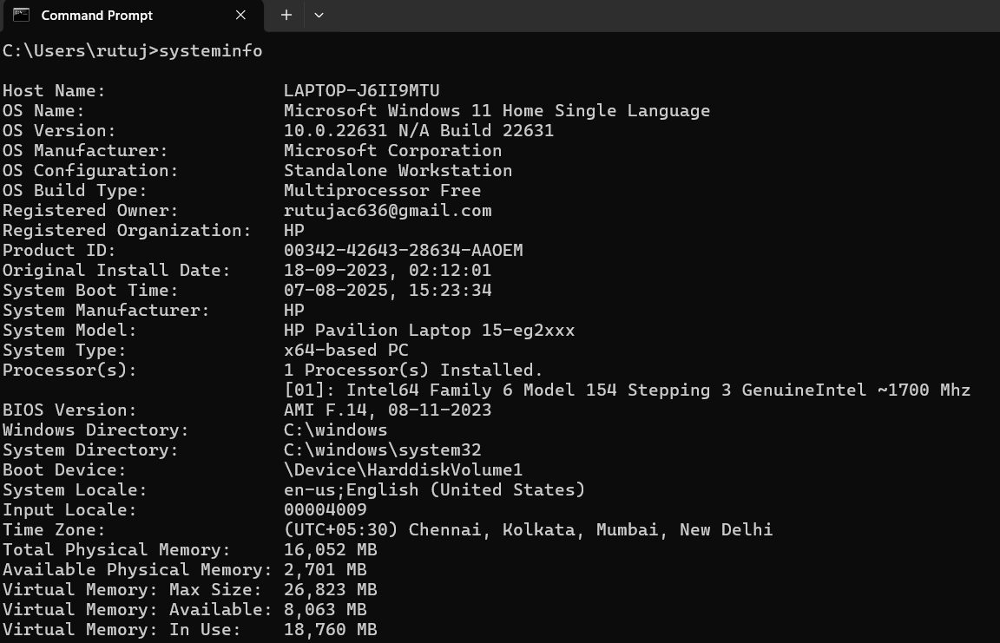 Command Prompt
C:\Users\rutuj>systeminfo
Host Name: LAPTOP-J6II9MTU
OS Name: Microsoft Windows 11 Home Single Language
OS Version: 10.0.22631 N/A Build 22631
OS Manufacturer: Microsoft Corporation
OS Configuration: Standalone Workstation
OS Build Type: Multiprocessor Free
Registered Owner: rutujac636@gmail.com
Registered Organization: HP
Product ID: 00342-42643-28634-AAOEM
Original Install Date: 18-09-2023, 02:12:01
System Boot Time: 07-08-2025, 15:23:34
System Manufacturer: HP
System Model: HP Pavilion Laptop 15-eg2xxx
System Type: x64-based PC
Processor(s): 1 Processor(s) Installed.
[01]: Intel64 Family 6 Model 154 Stepping 3 GenuineIntel ~1700 Mhz
BIOS Version: AMI F.14, 08-11-2023
Windows Directory: C:\windows
System Directory: C:\windows\system32
Boot Device: \Device\HarddiskVolume1
System Locale: en-us;English (United States)
Input Locale: 00004009
Time Zone: (UTC+05:30) Chennai, Kolkata, Mumbai, New Delhi
Total Physical Memory: 16,052 MB
Available Physical Memory: 2,701 MB
Virtual Memory: Max Size: 26,823 MB
Virtual Memory: Available: 8,063 MB
Virtual Memory: In Use: 18,760 MB